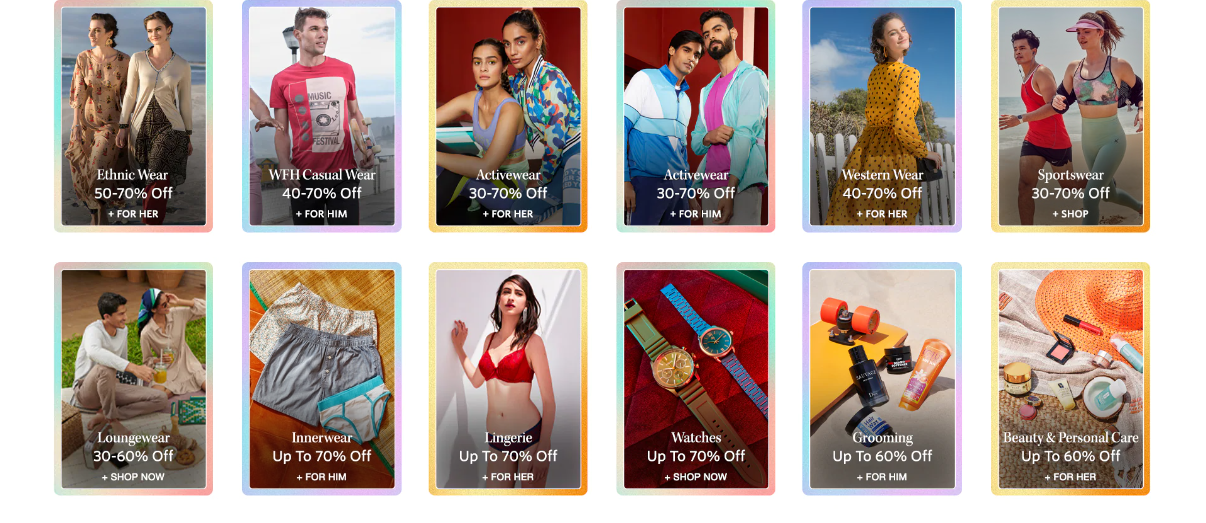 Ethnic Wear
50-70% Off
+ FOR HER
WFH Casual Wear
40-70% Off
+ FOR HIM
Activewear
30-70% Off
+ FOR HER
Activewear
30-70% Off
+ FOR HIM
Western Wear
40-70% Off
+ FOR HER
Sportswear
30-70% Off
+ SHOP
MUSIC
FESTIVAL
Loungewear
30-60% Off
+ SHOP NOW
Innerwear
Up To 70% Off
+ FOR HIM
Lingerie
Up To 70% Off
+ FOR HER
Watches
Up To 70% Off
+ SHOP NOW
Grooming
Up To 60% Off
+ FOR HIM
Beauty & Personal Care
Up To 60% Off
+ FOR HER